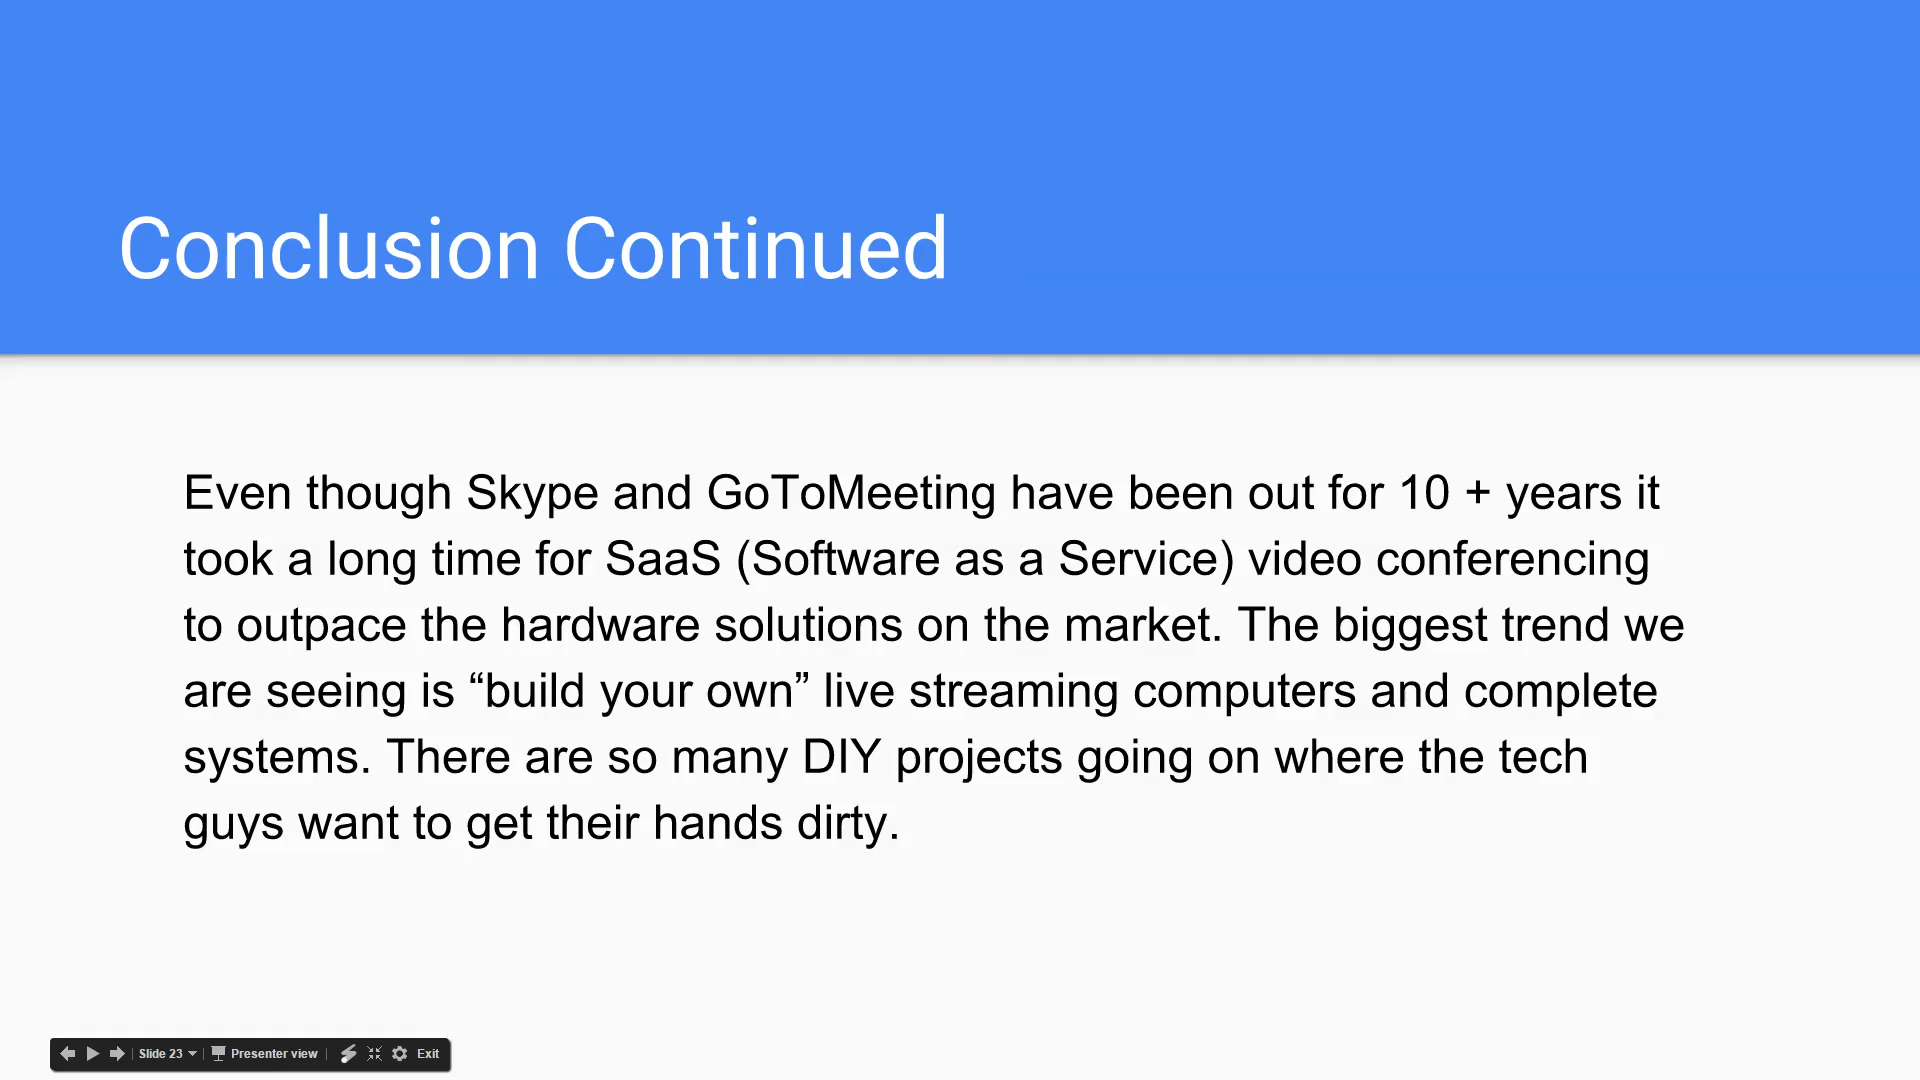 Conclusion Continued
Even though Skype and GoToMeeting have been out for 10 + years it
took a long time for SaaS (Software as a Service) video conferencing
to outpace the hardware solutions on the market. The biggest trend we
are seeing is “build your own” live streaming computers and complete
systems. There are so many DIY projects going on where the tech
guys want to get their hands dirty.
Slide 23 Presenter view Exit